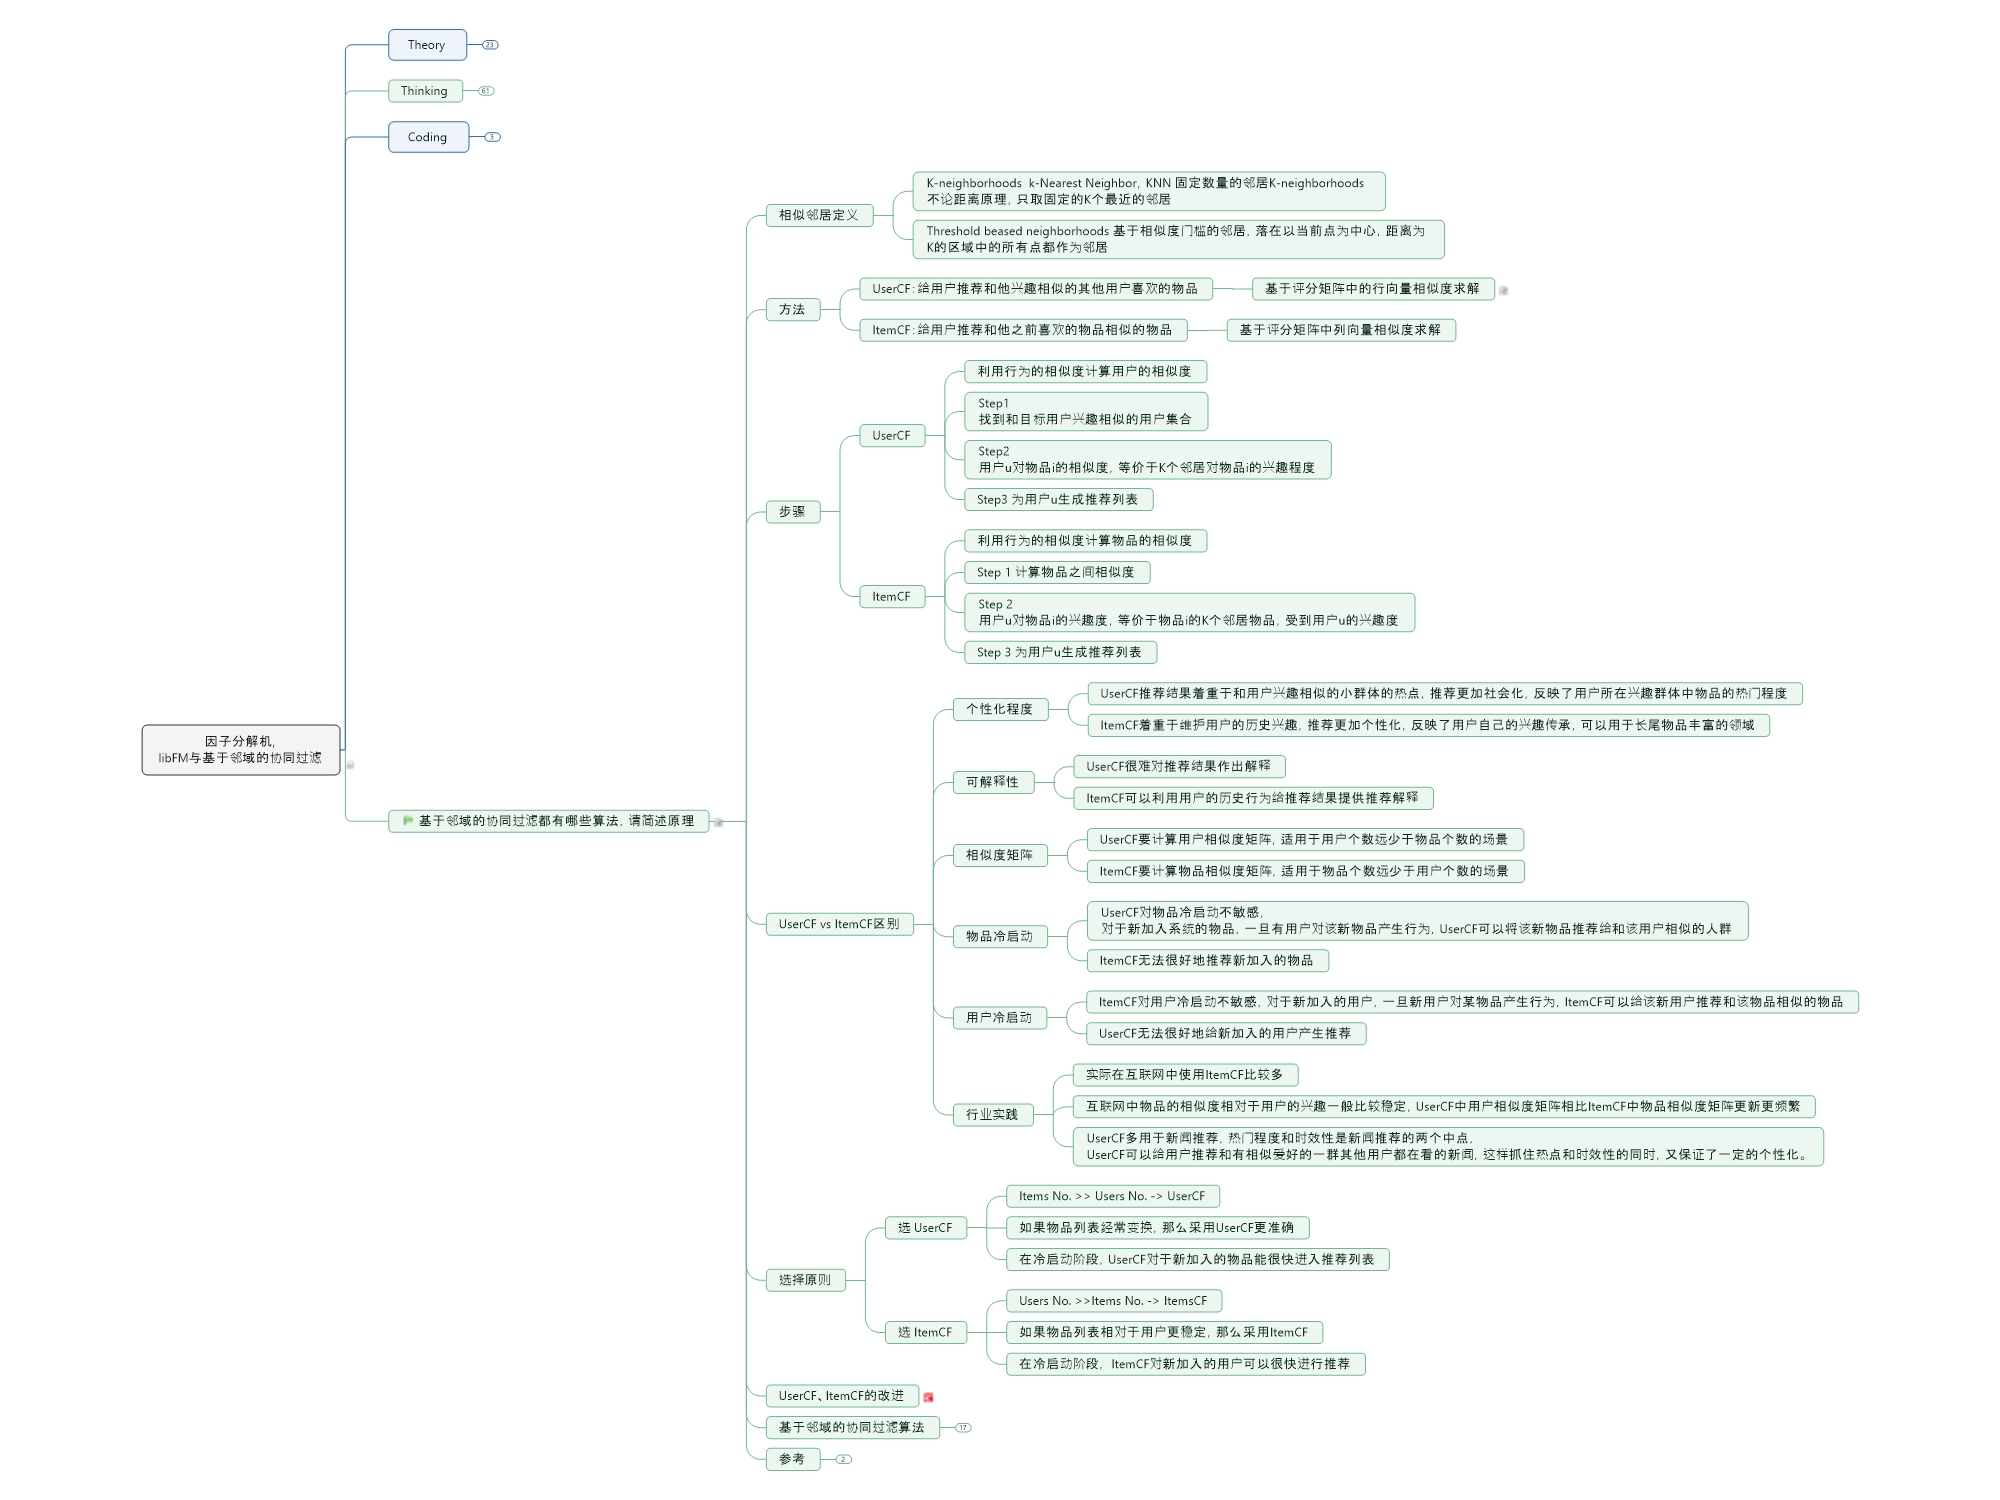 Theory
23
Thinking
61
Coding
3
因子分解机,
libFM与基于邻域的协同过滤
基于邻域的协同过滤都有哪些算法, 请简述原理
相似邻居定义
K-neighborhoods  k-Nearest Neighbor, KNN 固定数量的邻居K-neighborhoods
不论距离原理, 只取固定的K个最近的邻居
Threshold beased neighborhoods 基于相似度门槛的邻居, 落在以当前点为中心, 距离为
K的区域中的所有点都作为邻居
方法
UserCF: 给用户推荐和他兴趣相似的其他用户喜欢的物品
基于评分矩阵中的行向量相似度求解
ItemCF: 给用户推荐和他之前喜欢的物品相似的物品
基于评分矩阵中列向量相似度求解
步骤
UserCF
利用行为的相似度计算用户的相似度
Step1
找到和目标用户兴趣相似的用户集合
Step2
用户u对物品i的相似度, 等价于K个邻居对物品i的兴趣程度
Step3 为用户u生成推荐列表
ItemCF
利用行为的相似度计算物品的相似度
Step 1 计算物品之间相似度
Step 2
用户u对物品i的兴趣度, 等价于物品i的K个邻居物品, 受到用户u的兴趣度
Step 3 为用户u生成推荐列表
UserCF vs ItemCF区别
个性化程度
UserCF推荐结果着重于和用户兴趣相似的小群体的热点, 推荐更加社会化, 反映了用户所在兴趣群体中物品的热门程度
ItemCF着重于维护用户的历史兴趣, 推荐更加个性化, 反映了用户自己的兴趣传承, 可以用于长尾物品丰富的领域
可解释性
UserCF很难对推荐结果作出解释
ItemCF可以利用用户的历史行为给推荐结果提供推荐解释
相似度矩阵
UserCF要计算用户相似度矩阵, 适用于用户个数远少于物品个数的场景
ItemCF要计算物品相似度矩阵, 适用于物品个数远少于用户个数的场景
物品冷启动
UserCF对物品冷启动不敏感,
对于新加入系统的物品, 一旦有用户对该新物品产生行为, UserCF可以将该新物品推荐给和该用户相似的人群
ItemCF无法很好地推荐新加入的物品
用户冷启动
ItemCF对用户冷启动不敏感, 对于新加入的用户, 一旦新用户对某物品产生行为, ItemCF可以给该新用户推荐和该物品相似的物品
UserCF无法很好地给新加入的用户产生推荐
行业实践
实际在互联网中使用ItemCF比较多
互联网中物品的相似度相对于用户的兴趣一般比较稳定, UserCF中用户相似度矩阵相比ItemCF中物品相似度矩阵更新更频繁
UserCF多用于新闻推荐, 热门程度和时效性是新闻推荐的两个中点,
UserCF可以给用户推荐和有相似爱好的一群其他用户都在看的新闻, 这样抓住热点和时效性的同时, 又保证了一定的个性化。
选择原则
选 UserCF
Items No. >> Users No. -> UserCF
如果物品列表经常变换, 那么采用UserCF更准确
在冷启动阶段, UserCF对于新加入的物品能很快进入推荐列表
选 ItemCF
Users No. >>Items No. -> ItemsCF
如果物品列表相对于用户更稳定, 那么采用ItemCF
在冷启动阶段, ItemCF对新加入的用户可以很快进行推荐
UserCF、ItemCF的改进
基于邻域的协同过滤算法
17
参考
2